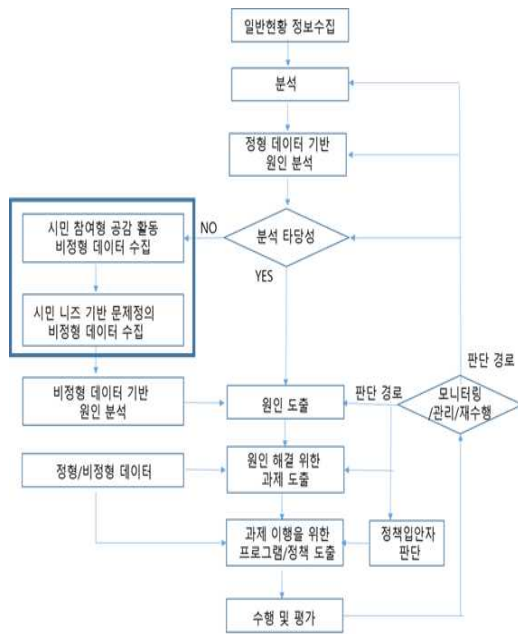 일반현황 정보수집
분석
정형 데이터 기반
원인 분석
분석 타당성
NO
YES
시민 참여형 공감 활동
비정형 데이터 수집
시민 니즈 기반 문제정의
비정형 데이터 수집
비정형 데이터 기반
원인 분석
원인 도출
판단 경로
판단 경로
모니터링
/관리/재수행
정형/비정형 데이터
원인 해결 위한
과제 도출
과제 이행을 위한
프로그램/정책 도출
정책입안자
판단
수행 및 평가